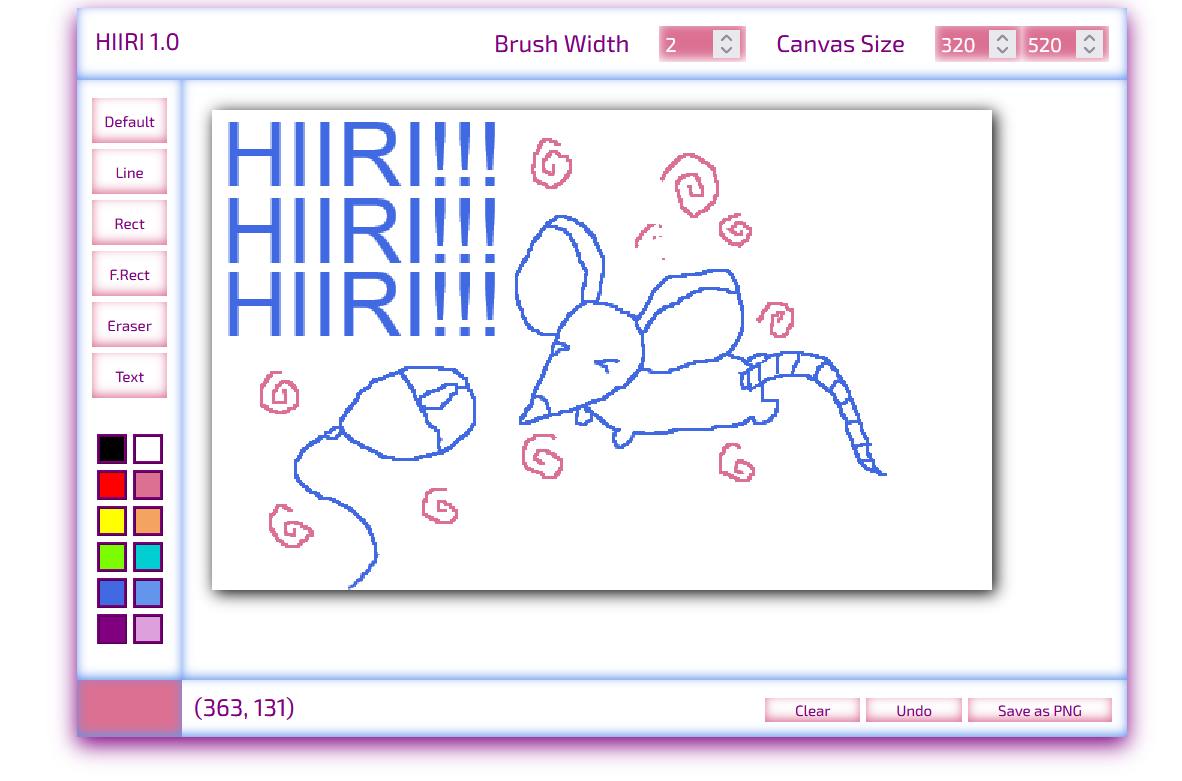 HIIRI 1.0
Brush Width 2 Canvas Size 320 520
Default
Line
Rect
F.Rect
Eraser
Text
HIIRI!!!
HIIRI!!!
HIIRI!!!
(363, 131)
Clear Undo Save as PNG